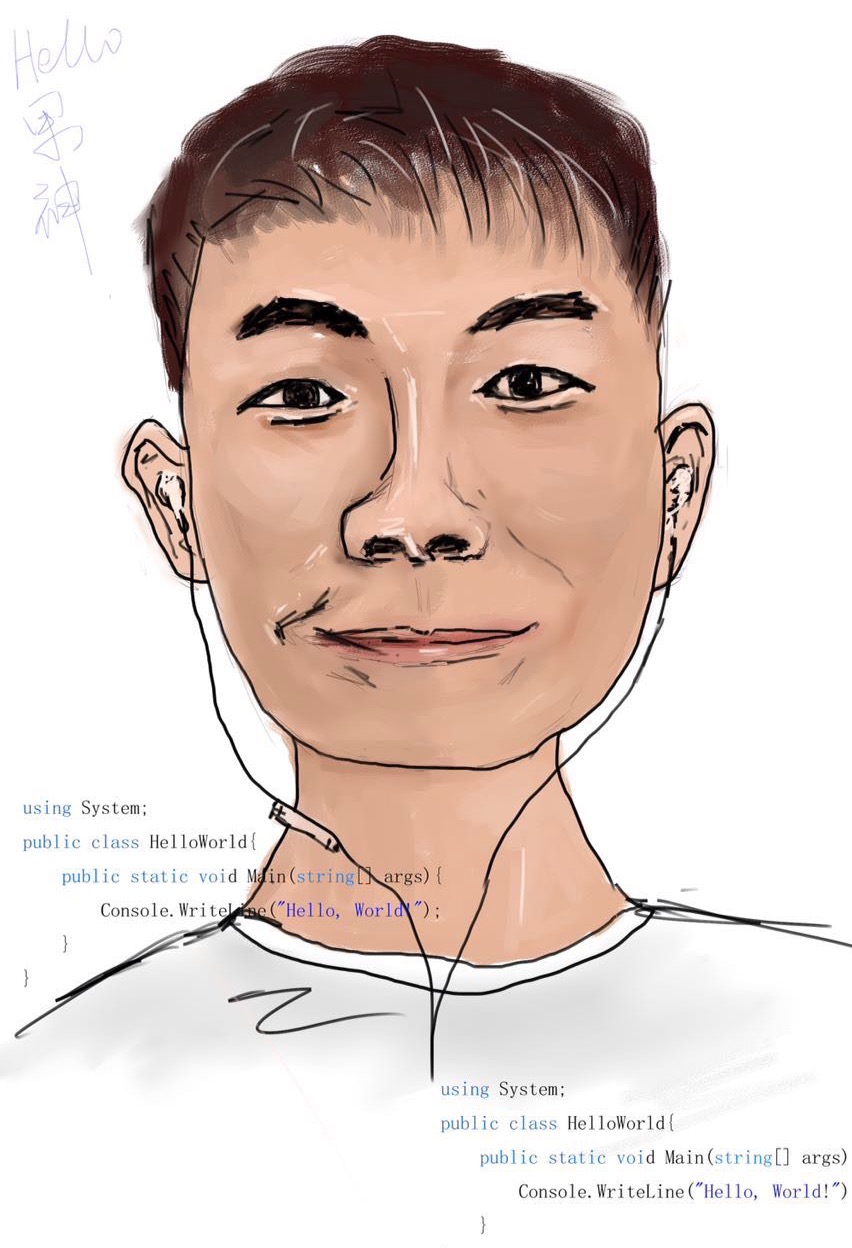 Hello
男
神
using System;
public class HelloWorld{
public static void Main(string[] args){
Console.WriteLine("Hello, World!");
}
}
using System;
public class HelloWorld{
public static void Main(string[] args)
Console.WriteLine("Hello, World!")
}